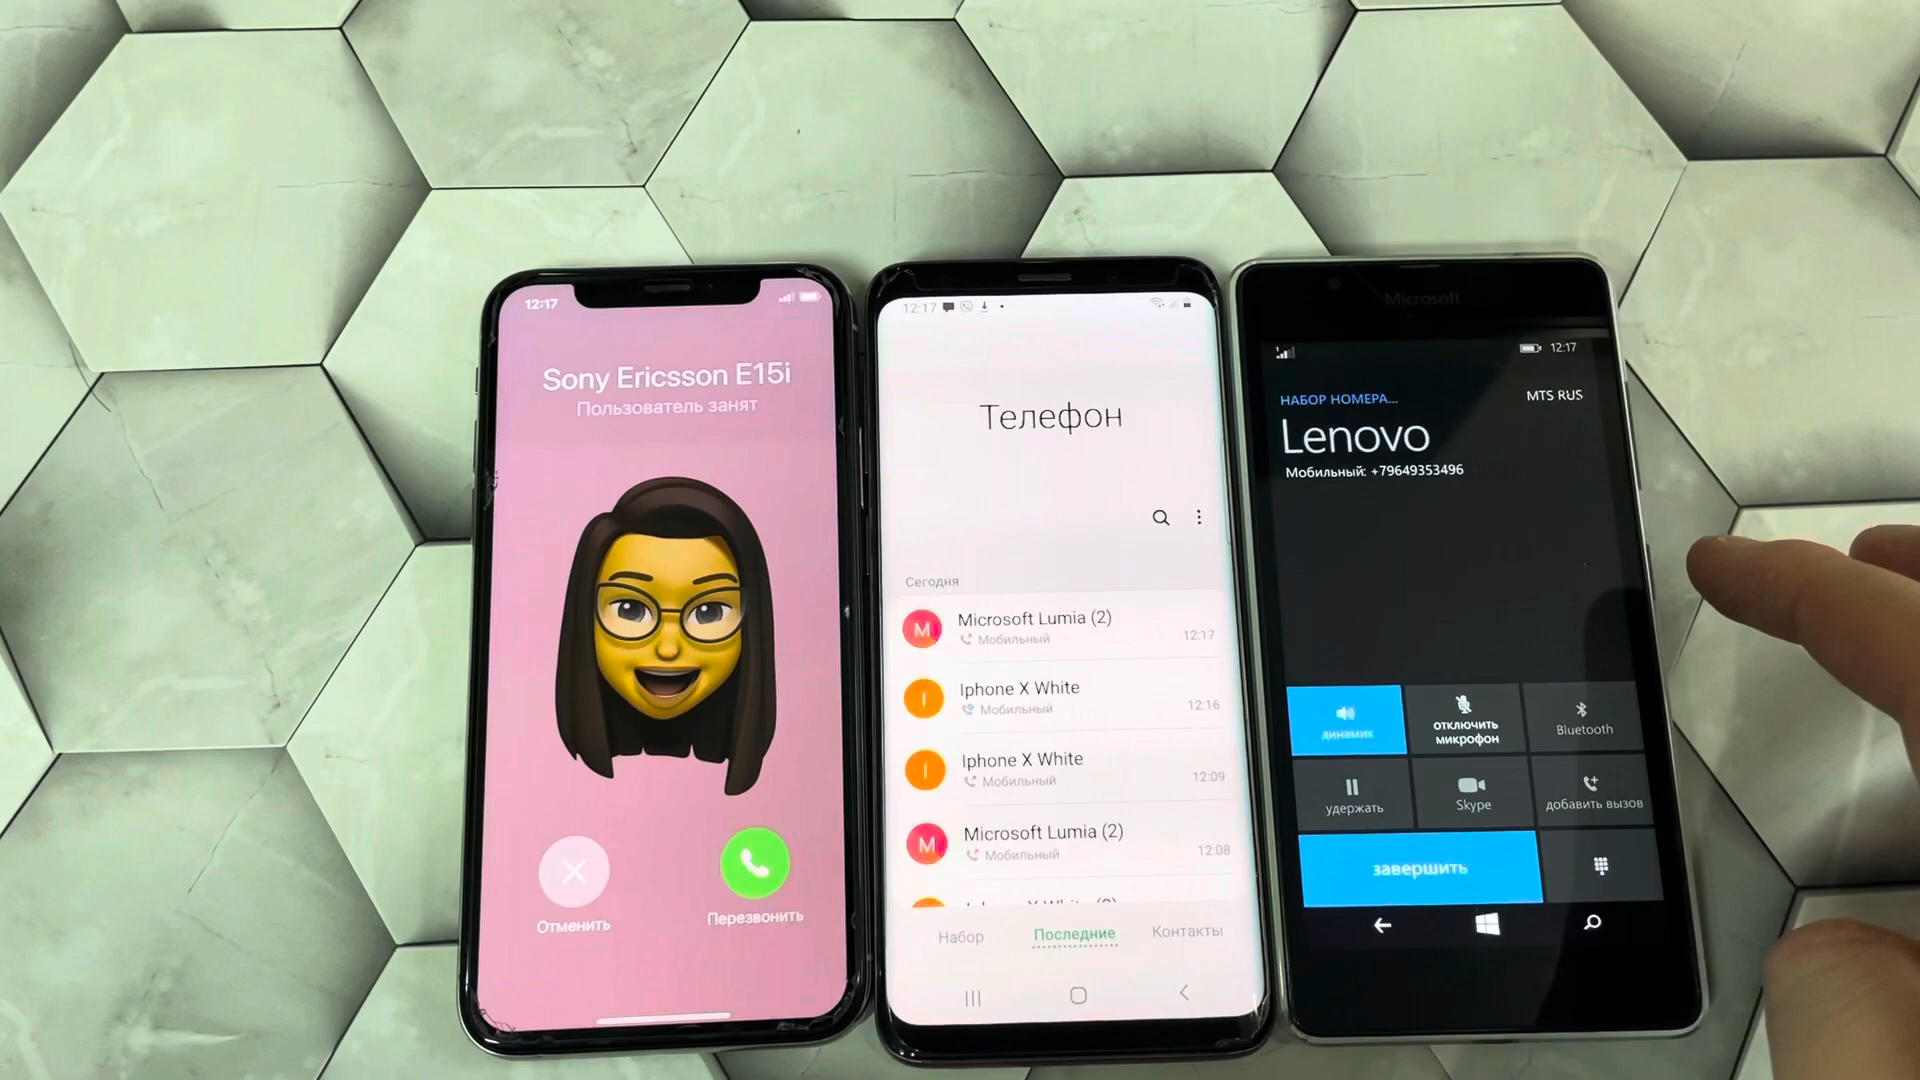 12:17
Sony Ericsson E15i
Пользователь занят
Отменить
Перезвонить
12:17
Телефон
Сегодня
M
Microsoft Lumia (2)
Мобильный
12:17
I
Iphone X White
Мобильный
12:16
I
Iphone X White
Мобильный
12:09
M
Microsoft Lumia (2)
Мобильный
12:08
Набор
Последние
Контакты
Microsoft
12:17
НАБОР НОМЕРА...
MTS RUS
Lenovo
Мобильный: +79649353496
динамик
отключить
микрофон
Bluetooth
удержать
Skype
добавить вызов
завершить